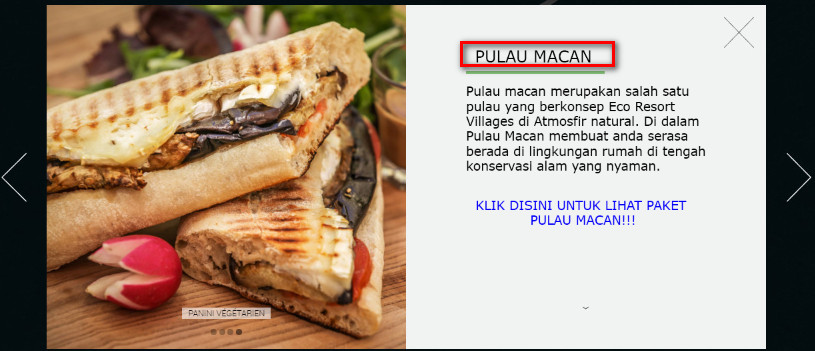 PULAU MACAN
Pulau macan merupakan salah satu
pulau yang berkonsep Eco Resort
Villages di Atmosfir natural. Di dalam
Pulau Macan membuat anda serasa
berada di lingkungan rumah di tengah
konservasi alam yang nyaman.
KLIK DISINI UNTUK LIHAT PAKET
PULAU MACAN!!!
PANINI VÉGÉTARIEN